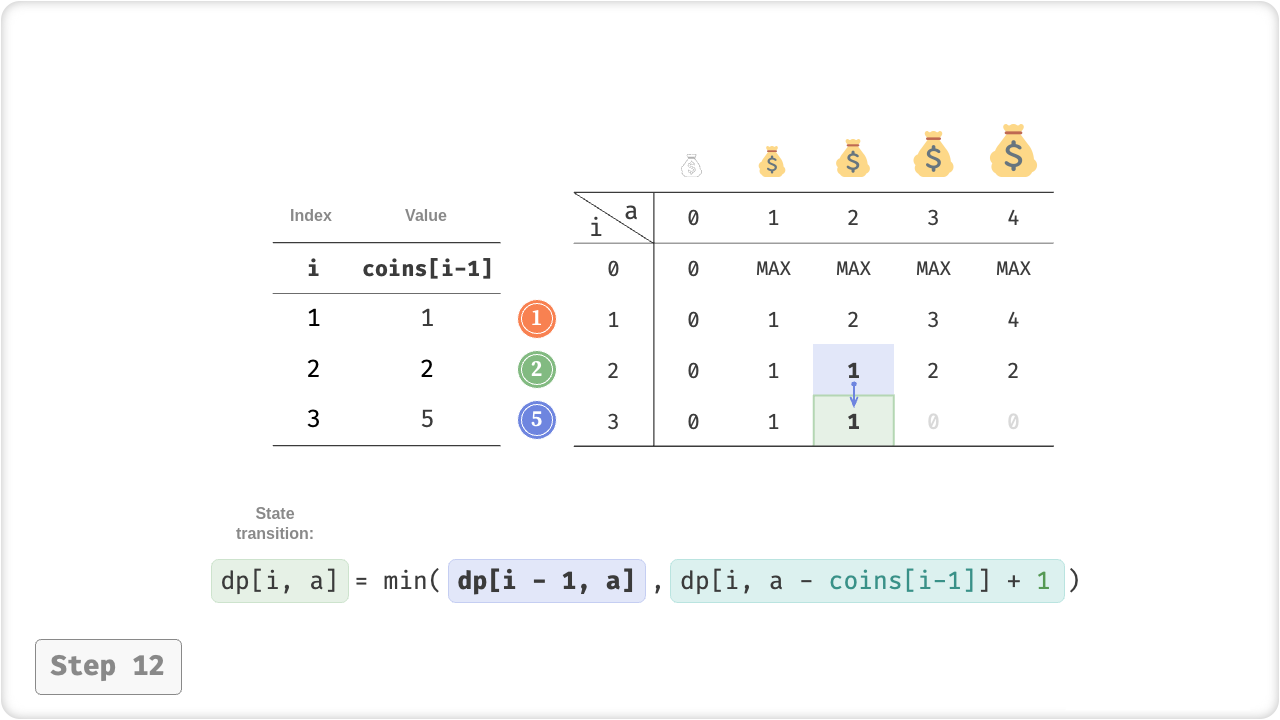 Index Value
i coins[i-1]
1 1
2 2
3 5
$ $ $ $ $
a
i
0 1 2 3 4
0 0 MAX MAX MAX MAX
1 1 0 1 2 3 4
2 2 0 1 1 2 2
5 3 0 1 1 0 0
State
transition:
dp[i, a] = min( dp[i - 1, a] , dp[i, a - coins[i-1]] + 1 )
Step 12